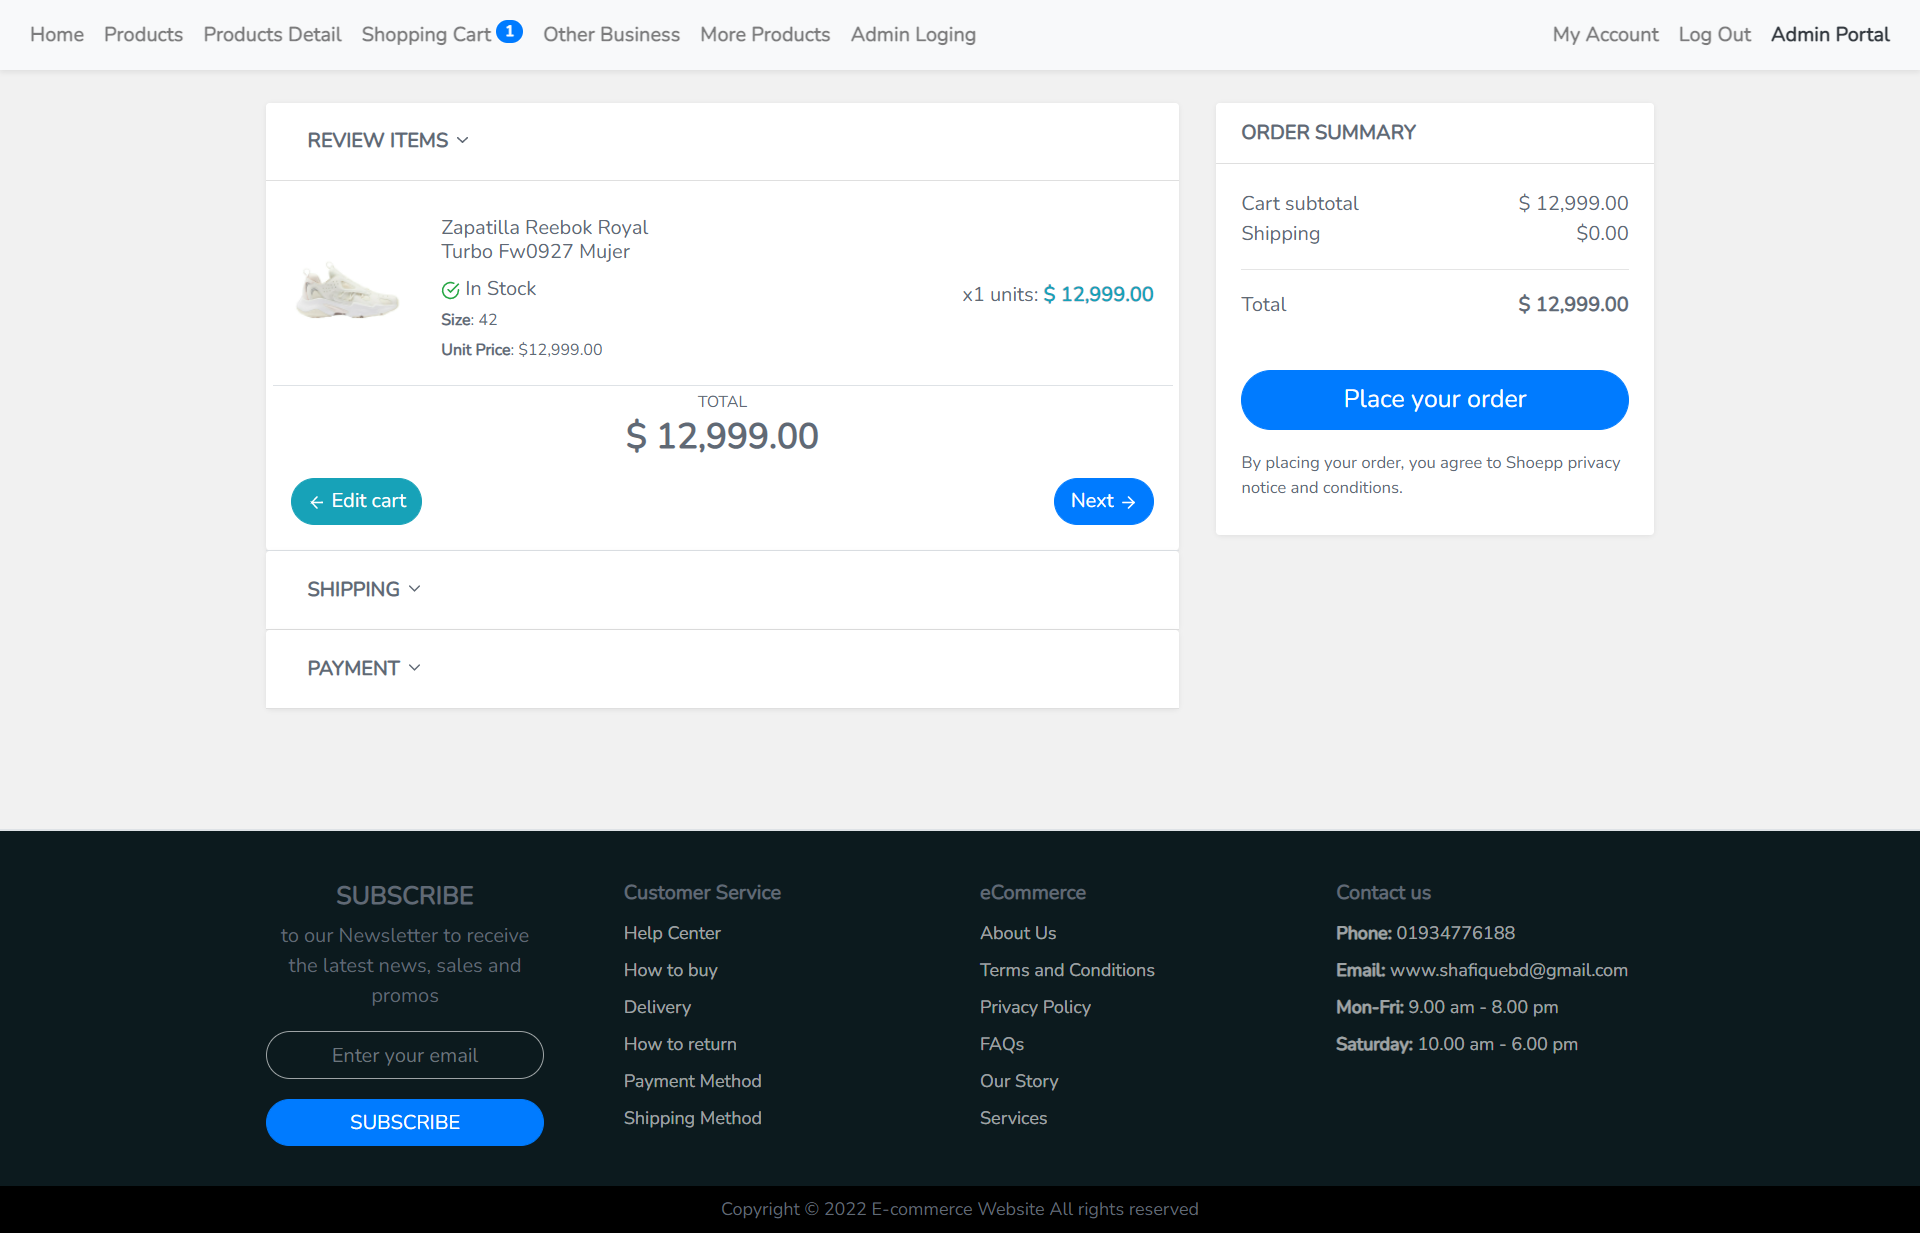 Home Products Products Detail Shopping Cart 1 Other Business More Products Admin Loging My Account Log Out Admin Portal
REVIEW ITEMS
Zapatilla Reebok Royal
Turbo Fw0927 Mujer
In Stock
Size: 42
Unit Price: $12,999.00
x1 units: $ 12,999.00
TOTAL
$ 12,999.00
Edit cart
Next
SHIPPING
PAYMENT
ORDER SUMMARY
Cart subtotal $ 12,999.00
Shipping $0.00
Total $ 12,999.00
Place your order
By placing your order, you agree to Shoepp privacy
notice and conditions.
SUBSCRIBE
to our Newsletter to receive
the latest news, sales and
promos
Enter your email
SUBSCRIBE
Customer Service
Help Center
How to buy
Delivery
How to return
Payment Method
Shipping Method
eCommerce
About Us
Terms and Conditions
Privacy Policy
FAQs
Our Story
Services
Contact us
Phone: 01934776188
Email: www.shafiquebd@gmail.com
Mon-Fri: 9.00 am - 8.00 pm
Saturday: 10.00 am - 6.00 pm
Copyright © 2022 E-commerce Website All rights reserved